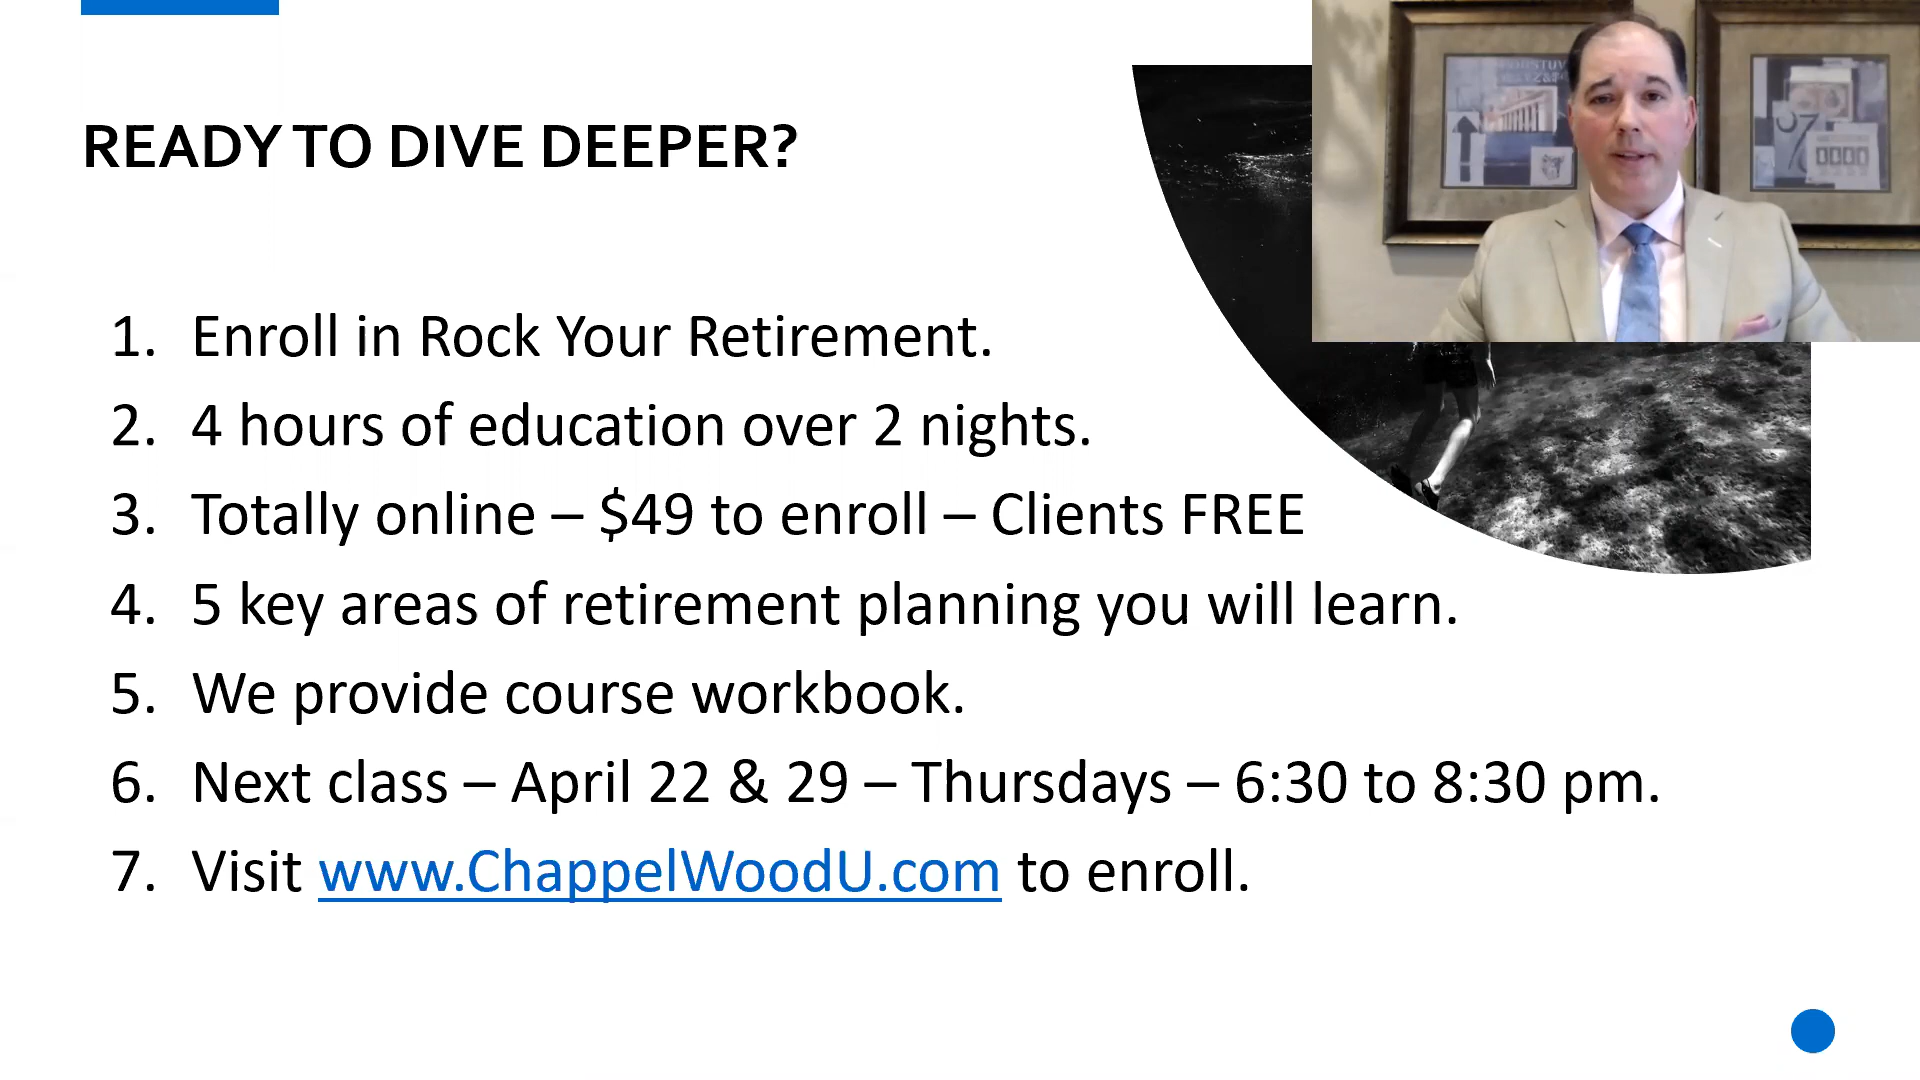 READY TO DIVE DEEPER?
1. Enroll in Rock Your Retirement.
2. 4 hours of education over 2 nights.
3. Totally online – $49 to enroll – Clients FREE
4. 5 key areas of retirement planning you will learn.
5. We provide course workbook.
6. Next class – April 22 & 29 – Thursdays – 6:30 to 8:30 pm.
7. Visit www.ChappelWoodU.com to enroll.